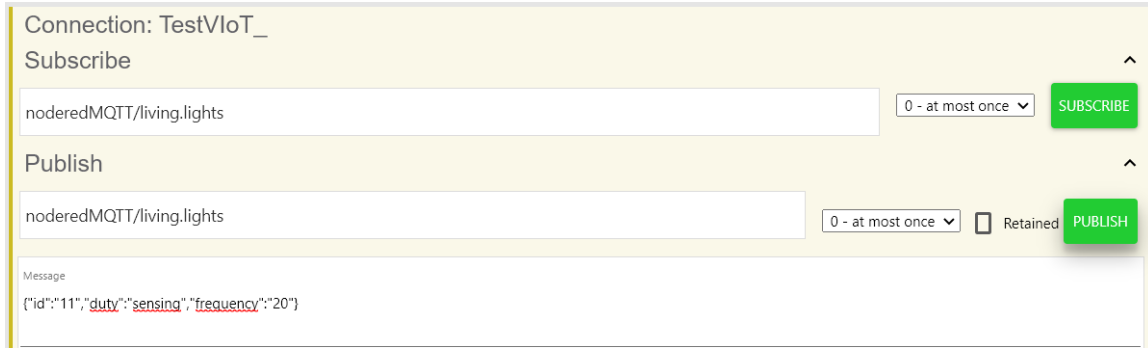 Connection: TestVIoT_
Subscribe
noderedMQTT/living.lights
0 - at most once
SUBSCRIBE
Publish
noderedMQTT/living.lights
0 - at most once
Retained
PUBLISH
Message
{"id":"11","duty":"sensing","frequency":"20"}